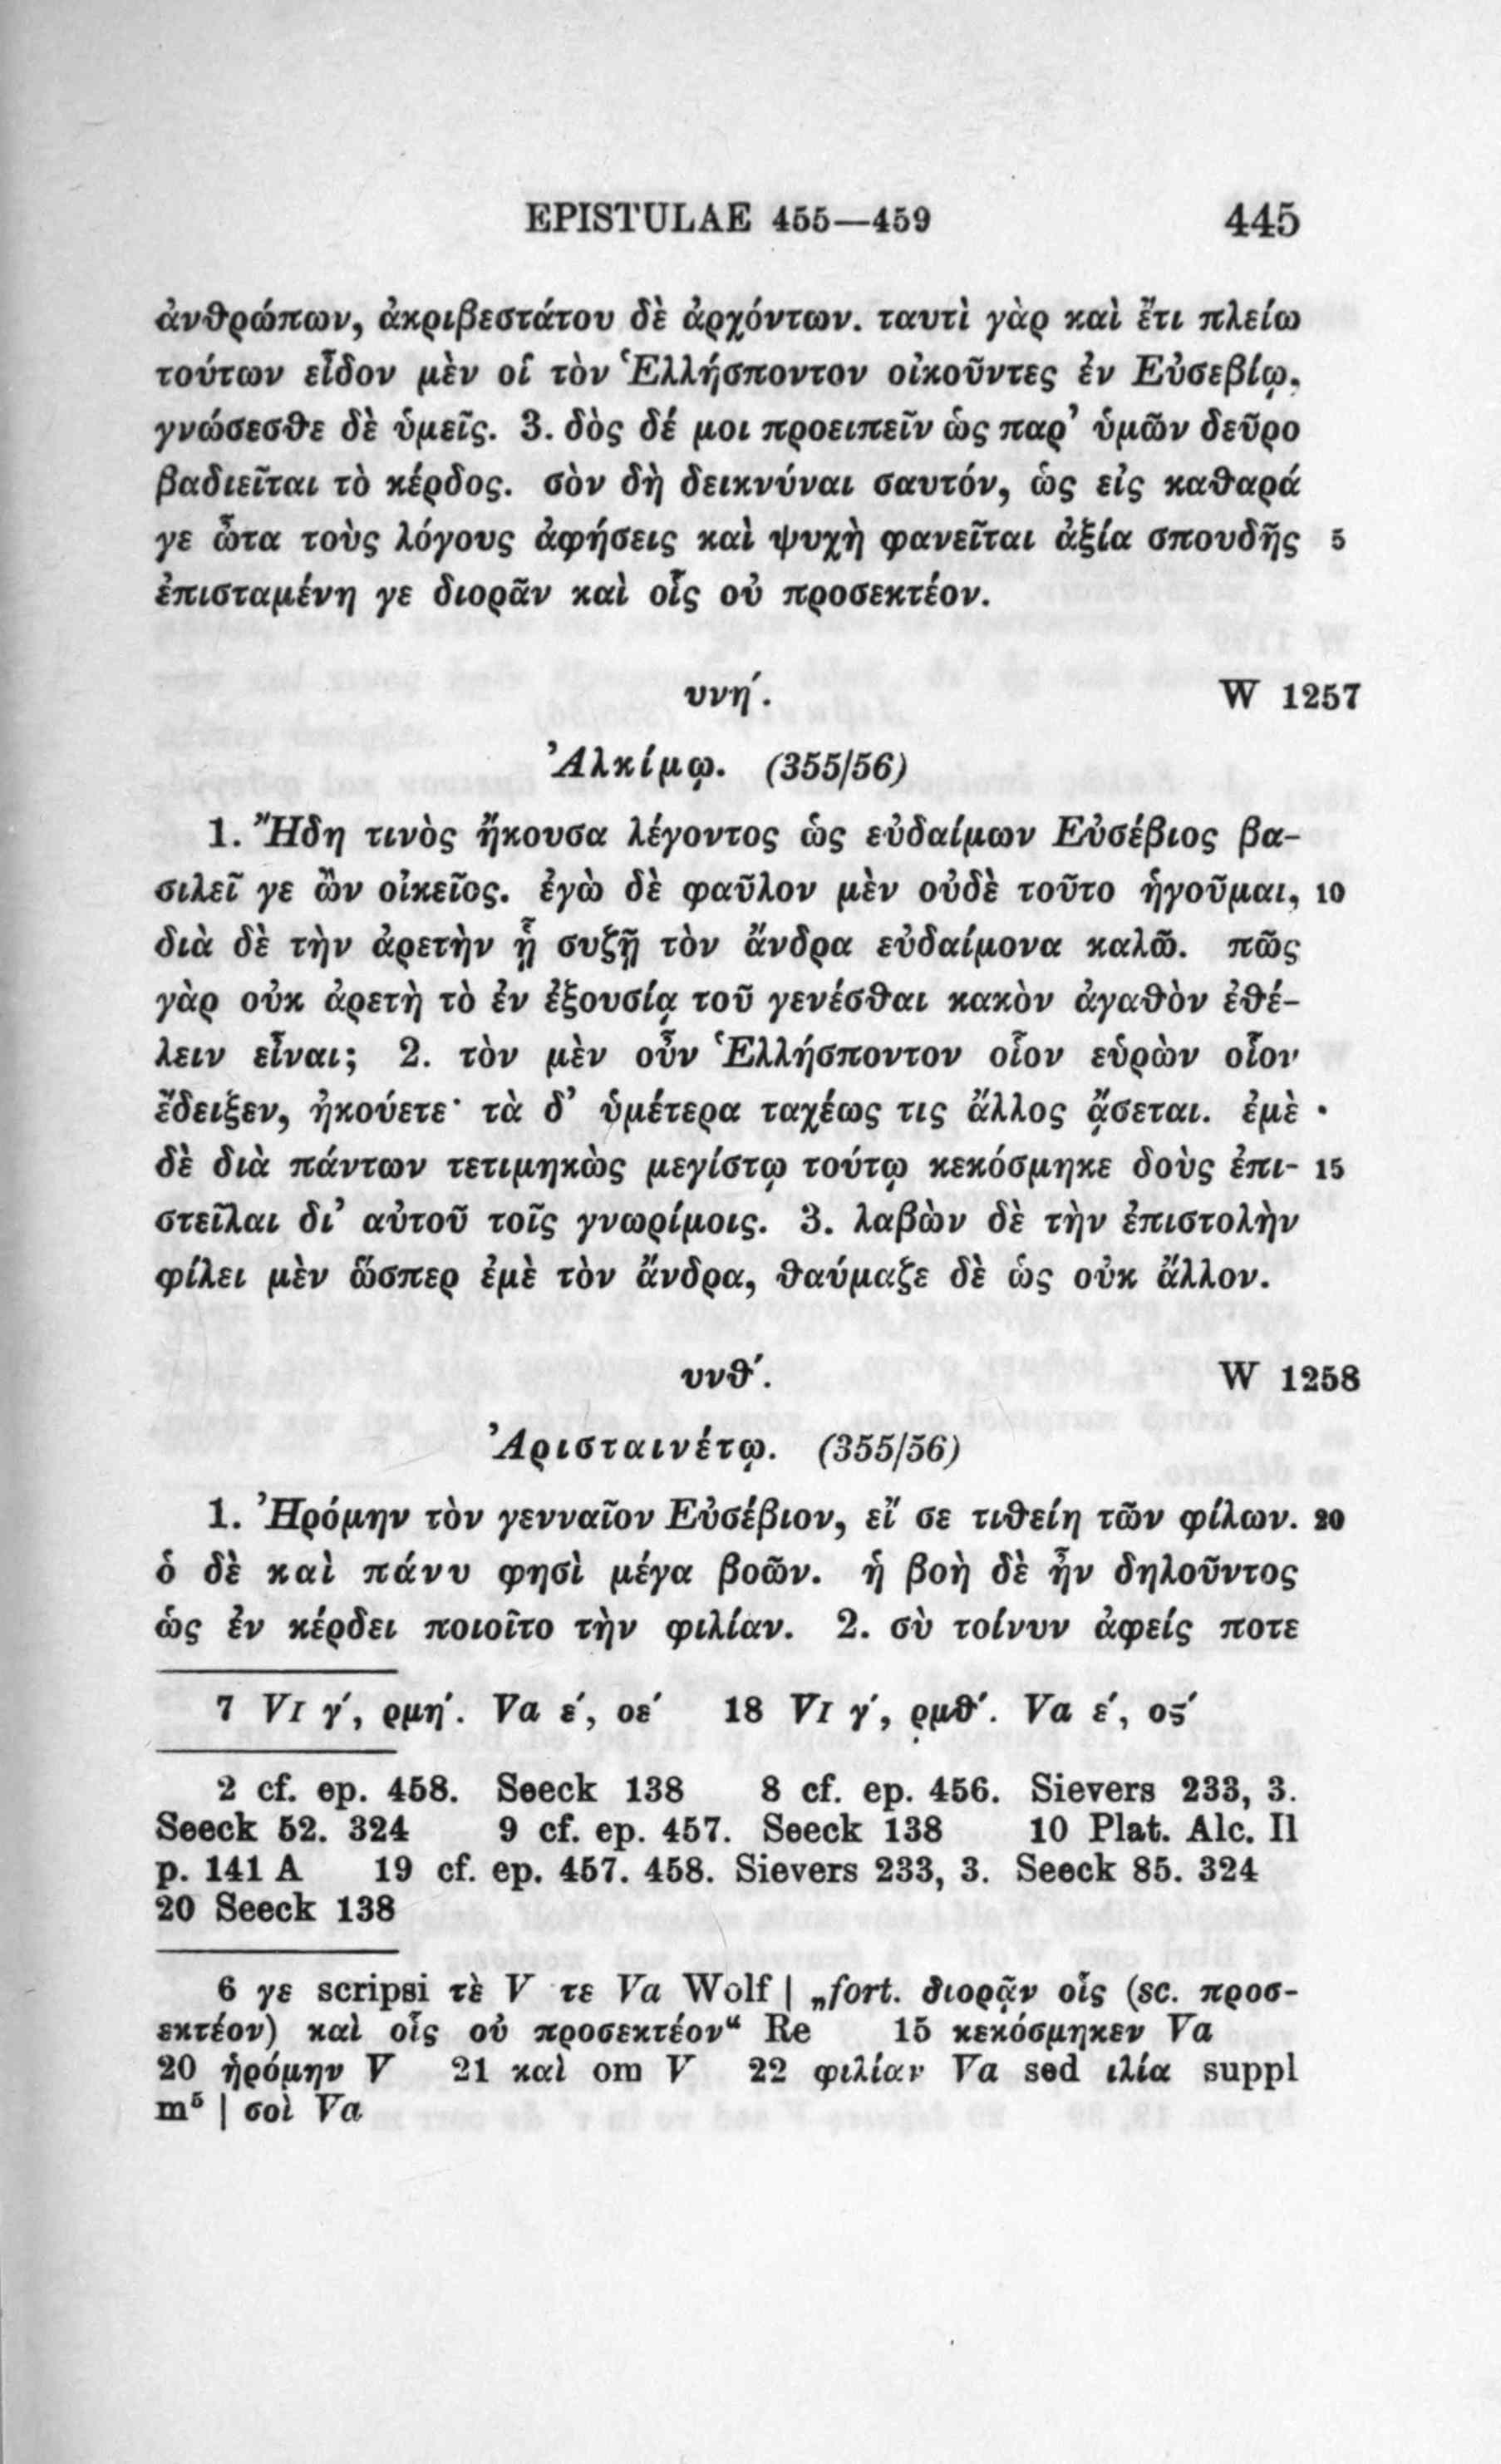 EPISTULAE 455—459 445
ἀνθρώπων, ἀκριβεστάτου δὲ ἀρχόντων. ταυτὶ γὰρ καὶ ἔτι πλείω
τούτων εἶδον μὲν οἱ τὸν Ἑλλήσποντον οἰκοῦντες ἐν Εὐσεβίῳ,
γνώσεσθε δὲ ὑμεῖς. 3. δὸς δέ μοι προειπεῖν ὡς παρ’ ὑμῶν δεῦρο
βαδιεῖται τὸ κέρδος. σὸν δὴ δεικνύναι σαυτόν, ὡς εἰς καθαρά
γε ὦτα τοὺς λόγους ἀφήσεις καὶ ψυχὴ φανεῖται ἀξία σπουδῆς 5
ἐπισταμένη γε διορᾶν καὶ οἷς οὐ προσεκτέον.
υνη΄. W 1257
Ἀλκίμῳ. (355/56)
1. Ἤδη τινὸς ἤκουσα λέγοντος ὡς εὐδαίμων Εὐσέβιος βα-
σιλεῖ γε ὢν οἰκεῖος. ἐγὼ δὲ φαῦλον μὲν οὐδὲ τοῦτο ἡγοῦμαι, 10
διὰ δὲ τὴν ἀρετὴν ᾗ συζῇ τὸν ἄνδρα εὐδαίμονα καλῶ. πῶς
γὰρ οὐκ ἀρετὴ τὸ ἐν ἐξουσίᾳ τοῦ γενέσθαι κακὸν ἀγαθὸν ἐθέ-
λειν εἶναι; 2. τὸν μὲν οὖν Ἑλλήσποντον οἷον εὑρὼν οἷον
ἔδειξεν, ἠκούετε· τὰ δ’ ὑμέτερα ταχέως τις ἄλλος ᾄσεται. ἐμὲ
δὲ διὰ πάντων τετιμηκὼς μεγίστῳ τούτῳ κεκόσμηκε δοὺς ἐπι- 15
στεῖλαι δι’ αὐτοῦ τοῖς γνωρίμοις. 3. λαβὼν δὲ τὴν ἐπιστολὴν
φίλει μὲν ὥσπερ ἐμὲ τὸν ἄνδρα, θαύμαζε δὲ ὡς οὐκ ἄλλον.
υνθ΄. W 1258
Ἀρισταινέτῳ. (355/56)
1. Ἠρόμην τὸν γενναῖον Εὐσέβιον, εἴ σε τιθείη τῶν φίλων. 20
ὁ δὲ καὶ πάνυ φησὶ μέγα βοῶν. ἡ βοὴ δὲ ἦν δηλοῦντος
ὡς ἐν κέρδει ποιοῖτο τὴν φιλίαν. 2. σὺ τοίνυν ἀφείς ποτε
7 VI γ΄, ρμη΄. Va ε΄, οε΄ 18 VI γ΄, ρμθ΄. Va ε΄, ος΄
2 cf. ep. 458. Seeck 138 8 cf. ep. 456. Sievers 233, 3.
Seeck 52. 324 9 cf. ep. 457. Seeck 138 10 Plat. Alc. II
p. 141 A 19 cf. ep. 457. 458. Sievers 233, 3. Seeck 85. 324
20 Seeck 138
6 γε scripsi τὲ V τε Va Wolf | „fort. διορᾷν οἷς (sc. προσ-
εκτέον) καὶ οἷς οὐ προσεκτέον“ Re 15 κεκόσμηκεν Va
20 ἠρόμην V 21 καὶ om V 22 φιλίαν Va sed ιλία suppl
m⁵ | σοὶ Va